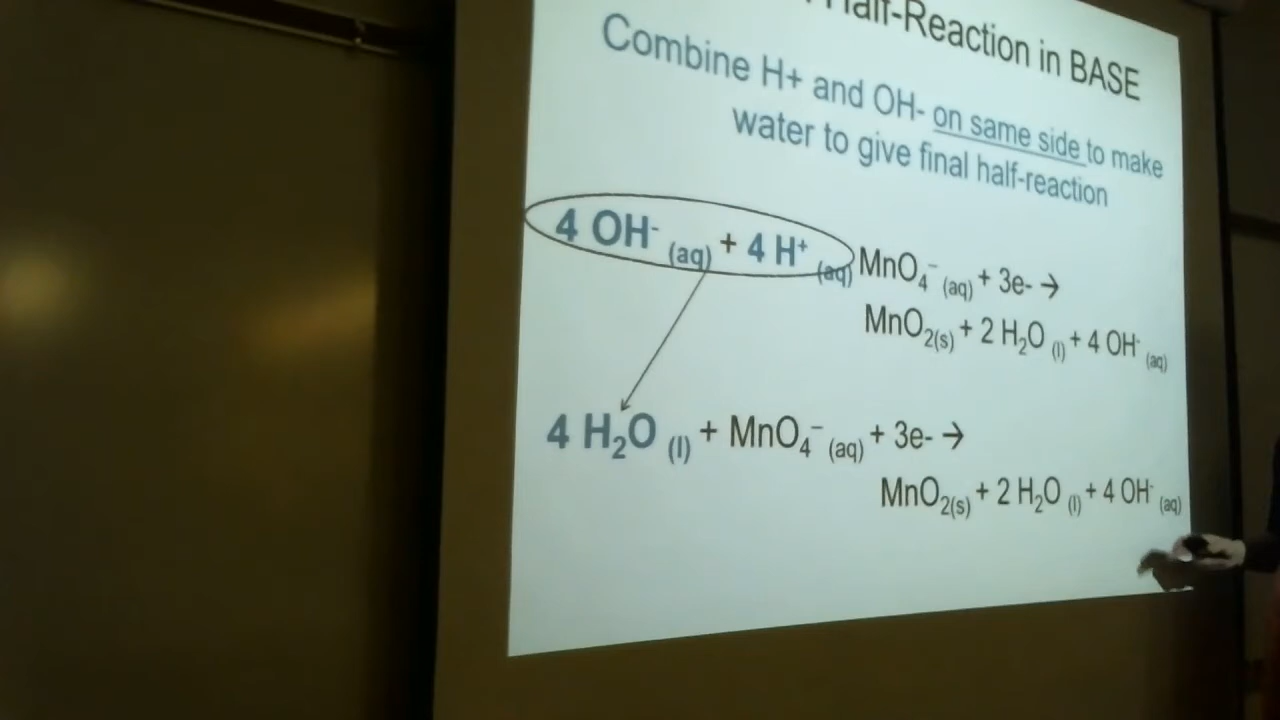 Half-Reaction in BASE
Combine H+ and OH- on same side to make
water to give final half-reaction
4 OH⁻ (aq) + 4 H⁺ (aq) MnO₄⁻ (aq) + 3e- →
MnO₂(s) + 2 H₂O (l) + 4 OH⁻ (aq)
4 H₂O (l) + MnO₄⁻ (aq) + 3e- →
MnO₂(s) + 2 H₂O (l) + 4 OH⁻ (aq)